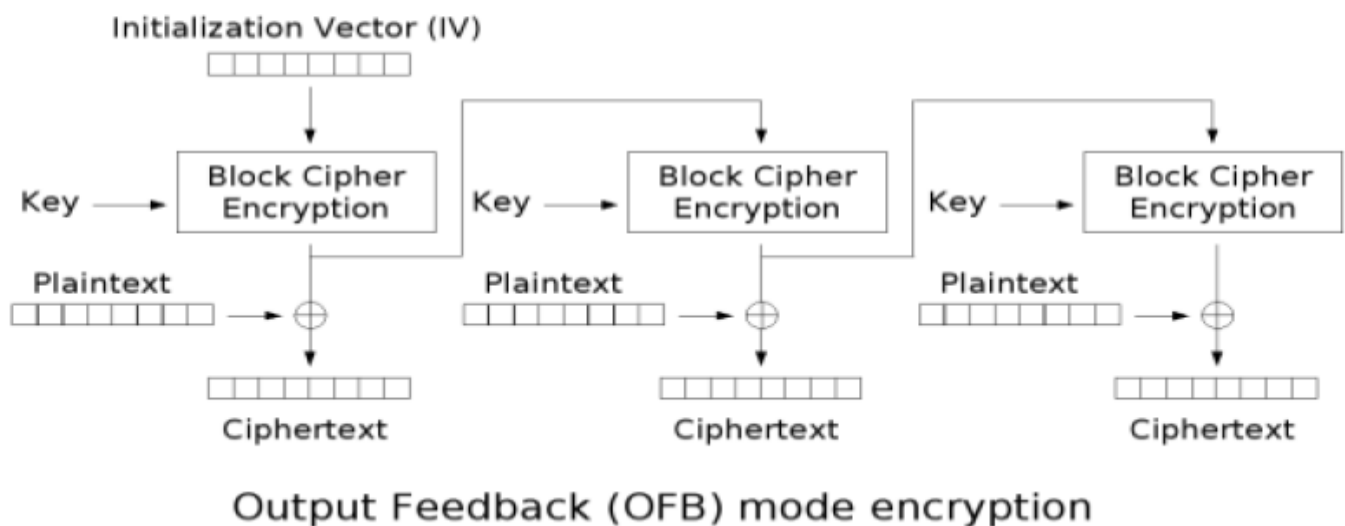 Initialization Vector (IV)
Block Cipher
Encryption
Key
Plaintext
Ciphertext
Block Cipher
Encryption
Key
Plaintext
Ciphertext
Block Cipher
Encryption
Key
Plaintext
Ciphertext
Output Feedback (OFB) mode encryption